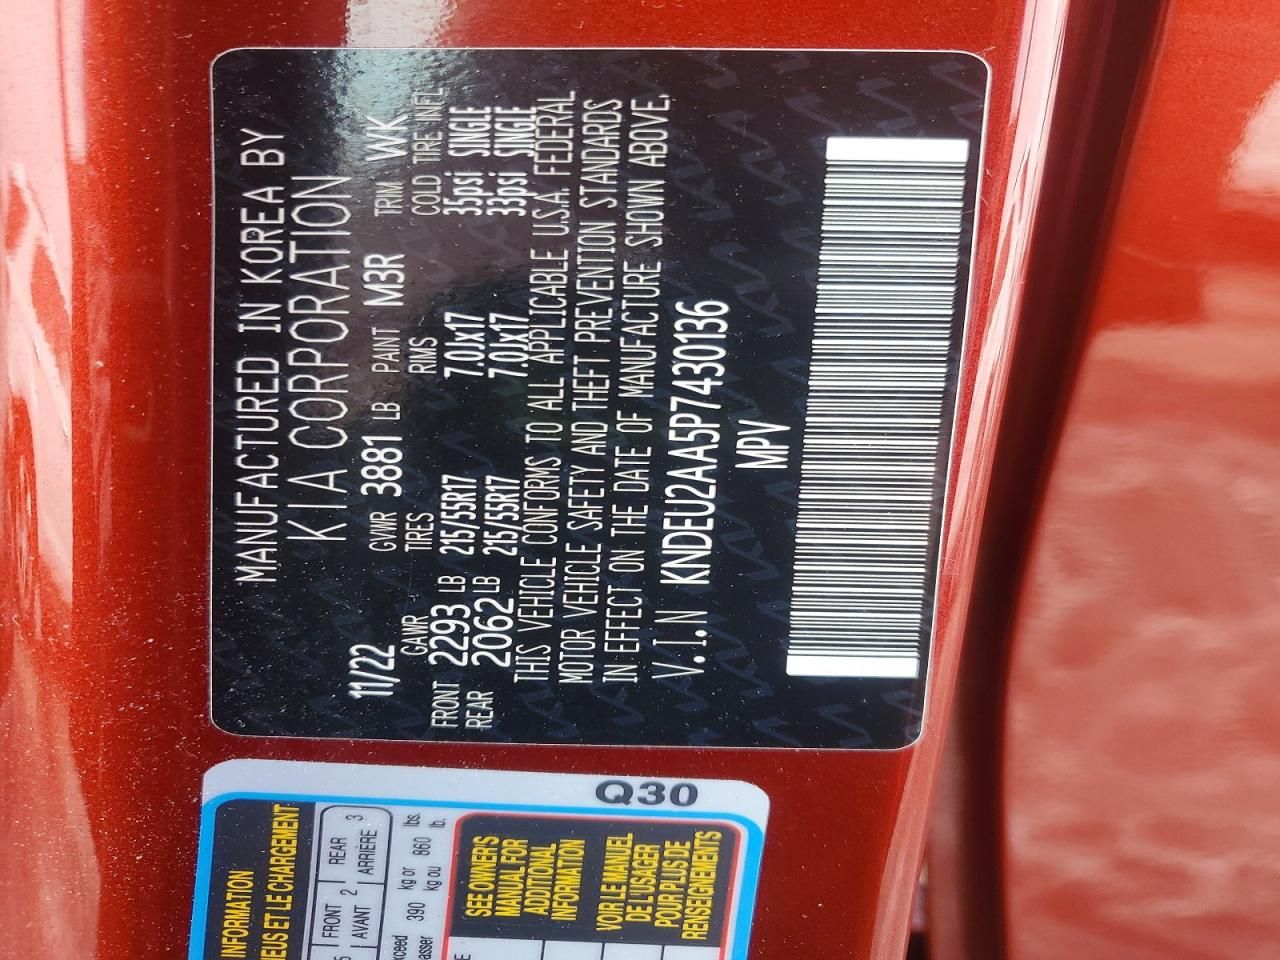 MANUFACTURED IN KOREA BY
KIA CORPORATION
11/22 GVWR 3881 LB PAINT M3R TRIM WK
GAWR TIRES RIMS COLD TIRE INFL
FRONT 2293 LB 215/55R17 7.0Jx17 35psi SINGLE
REAR 2062 LB 215/55R17 7.0Jx17 33psi SINGLE
THIS VEHICLE CONFORMS TO ALL APPLICABLE U.S.A. FEDERAL
MOTOR VEHICLE SAFETY AND THEFT PREVENTION STANDARDS
IN EFFECT ON THE DATE OF MANUFACTURE SHOWN ABOVE.
V.I.N KNDEU2AA5P7430136
MPV
INFORMATION
ET LE CHARGEMENT
FRONT 2 REAR 3
AVANT ARRIÈRE
390 kg or 860 lbs.
kg ou lb.
SEE OWNER'S
MANUAL FOR
ADDITIONAL
INFORMATION
VOIR LE MANUEL
DE L'USAGER
POUR PLUS DE
RENSEIGNEMENTS
Q30